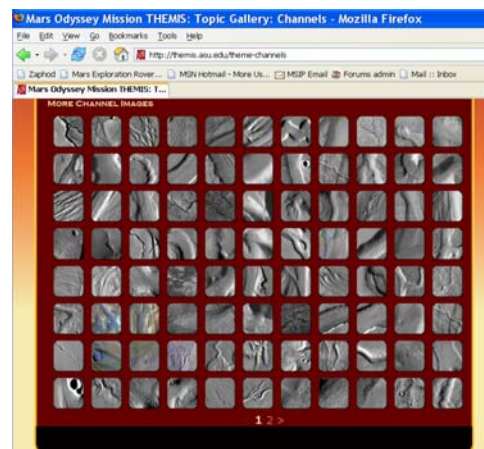 Mars Odyssey Mission THEMIS: Topic Gallery: Channels - Mozilla Firefox
File Edit View Go Bookmarks Tools Help
http://themis.asu.edu/theme-channels
Zaphod Mars Exploration Rover... MSN Hotmail - More Us... MSIP Email Forums admin Mail :: Inbox
Mars Odyssey Mission THEMIS: T...
MORE CHANNEL IMAGES
1 2 >